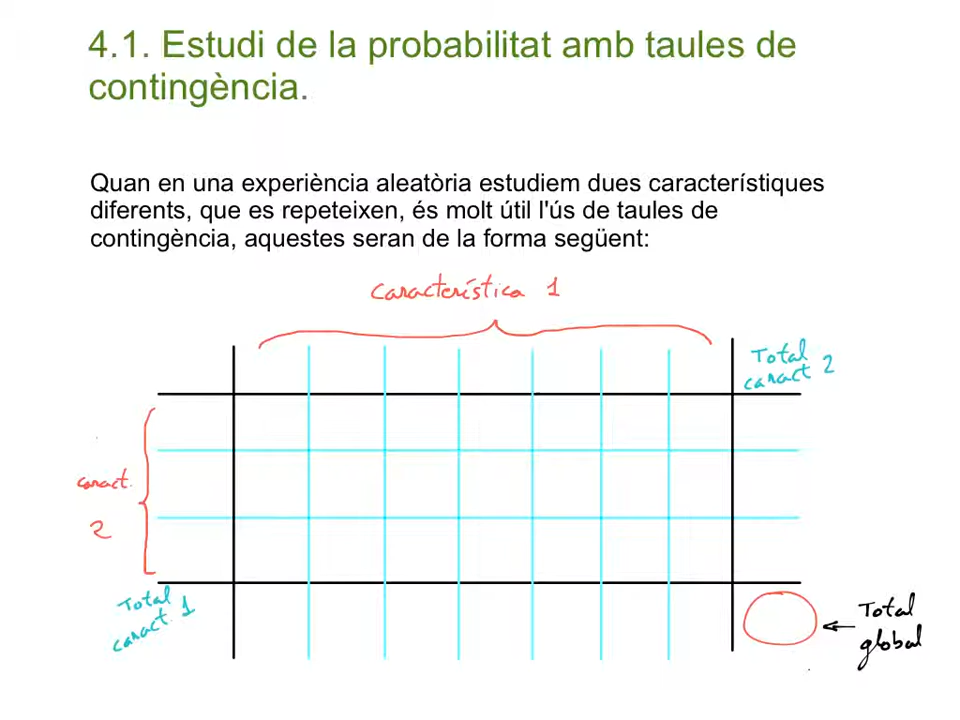 4.1. Estudi de la probabilitat amb taules de
contingència.
Quan en una experiència aleatòria estudiem dues característiques
diferents, que es repeteixen, és molt útil l'ús de taules de
contingència, aquestes seran de la forma següent:
Característica 1
Total
caract 2
caract.
2
Total
caract. 1
Total
global